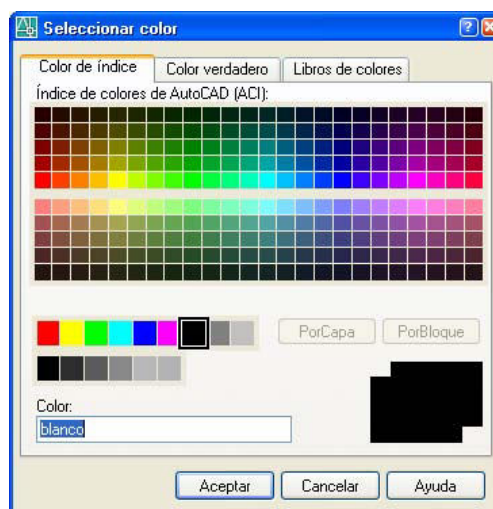 Seleccionar color
Color de índice
Color verdadero
Libros de colores
Índice de colores de AutoCAD (ACI):
PorCapa
PorBloque
Color:
blanco
Aceptar
Cancelar
Ayuda